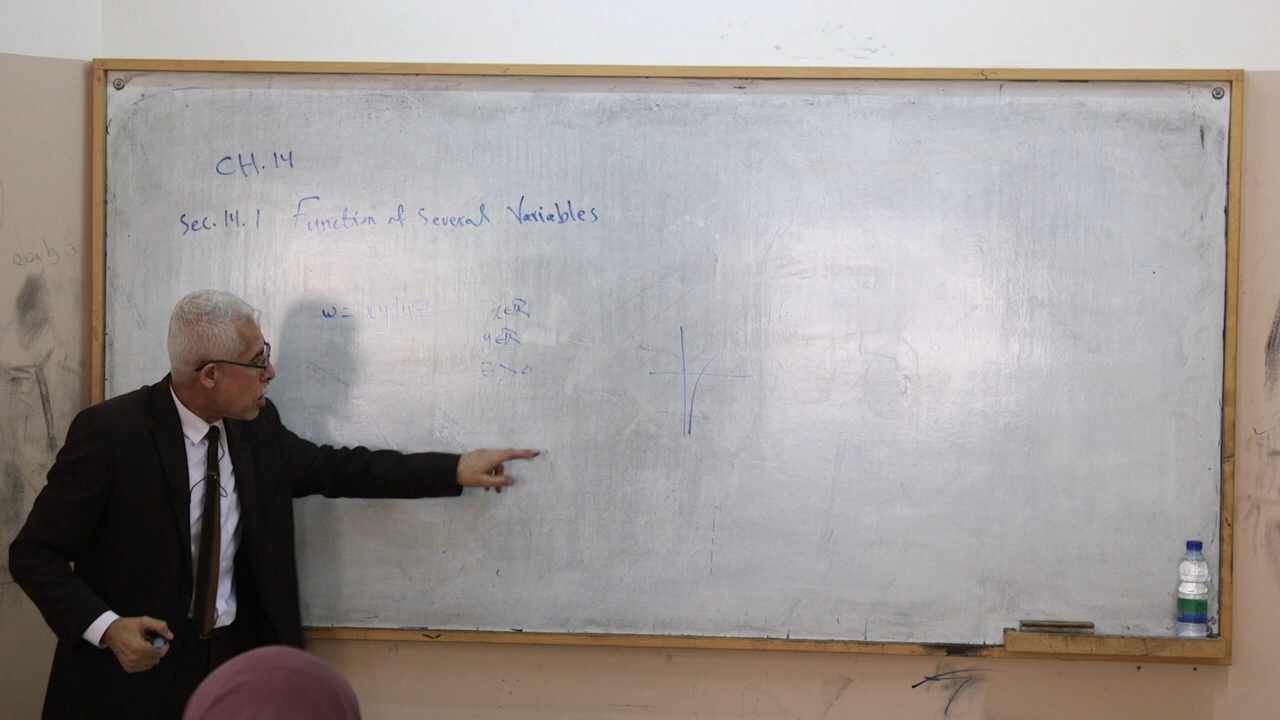 CH.14
Sec. 14.1 Function of Several Variables
w = xy ln z
x∈ℝ
y∈ℝ
z > 0